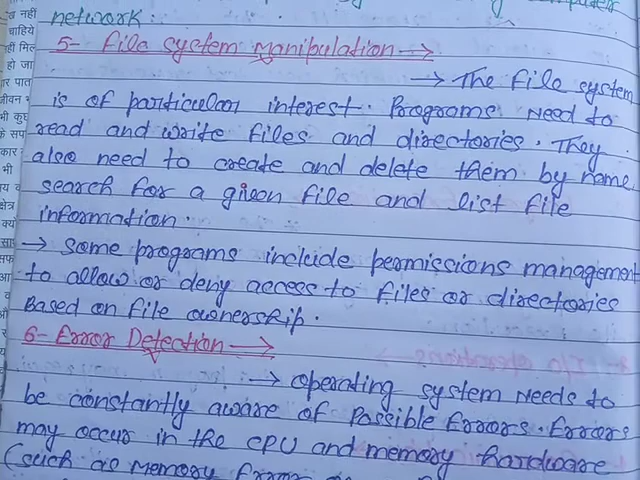 network.
5- File system Manipulation →
→ The file system
is of particular interest. Programs Need to
read and write files and directories. They
also need to create and delete them by name,
search for a given file and list file
information.
→ Some programs include permissions management
to allow or deny access to files or directories
Based on file ownership.
6- Error Detection →
→ Operating system Needs to
be constantly aware of Possible Errors. Errors
may occur in the CPU and memory hardware
(such as Memory Error